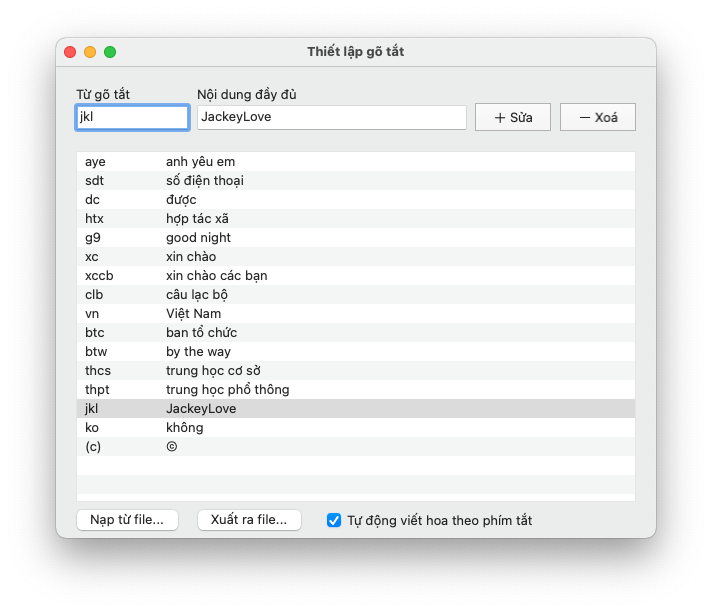 Thiết lập gõ tắt
Từ gõ tắt Nội dung đầy đủ
jkl JackeyLove + Sửa — Xoá
aye anh yêu em
sdt số điện thoại
dc được
htx hợp tác xã
g9 good night
xc xin chào
xccb xin chào các bạn
clb câu lạc bộ
vn Việt Nam
btc ban tổ chức
btw by the way
thcs trung học cơ sờ
thpt trung học phổ thông
jkl JackeyLove
ko không
(c) ©
Nạp từ file... Xuất ra file... Tự động viết hoa theo phím tắt